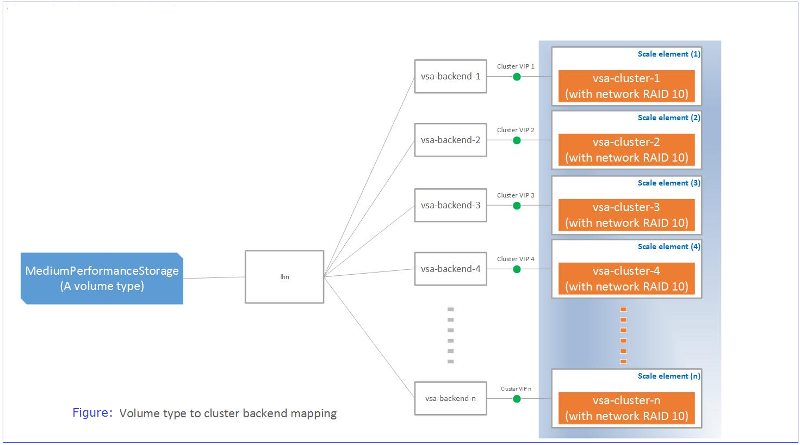 Cluster VIP 1
Scale element (1)
vsa-backend-1
vsa-cluster-1
(with network RAID 10)
Cluster VIP 2
Scale element (2)
vsa-backend-2
vsa-cluster-2
(with network RAID 10)
Cluster VIP 3
Scale element (3)
vsa-backend-3
vsa-cluster-3
(with network RAID 10)
Cluster VIP 4
Scale element (4)
vsa-backend-4
vsa-cluster-4
(with network RAID 10)
MediumPerformanceStorage
(A volume type)
Cluster VIP n
Scale element (n)
vsa-backend-n
vsa-cluster-n
(with network RAID 10)
Figure: Volume type to cluster backend mapping